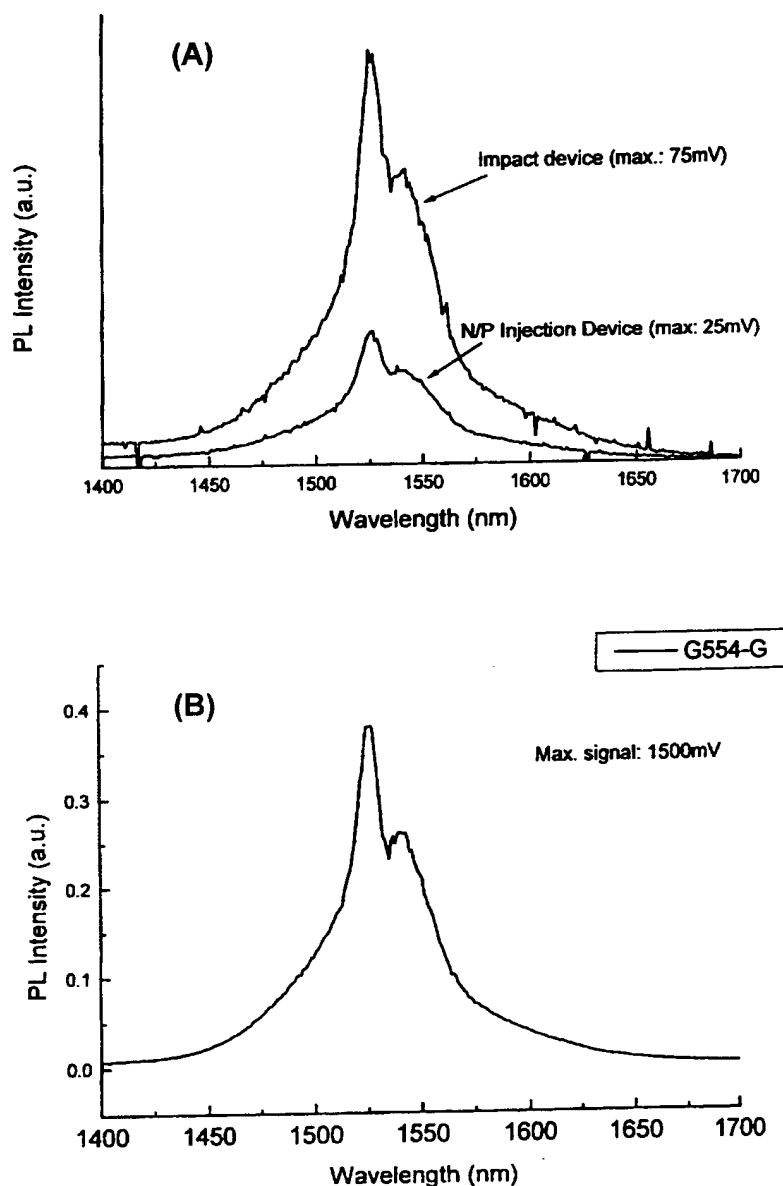 (A)
PL Intensity (a.u.)
Impact device (max.: 75mV)
N/P Injection Device (max: 25mV)
1400 1450 1500 1550 1600 1650 1700
Wavelength (nm)
G554-G
(B)
Max. signal: 1500mV
PL Intensity (a.u.)
0.4
0.3
0.2
0.1
0.0
1400 1450 1500 1550 1600 1650 1700
Wavelength (nm)